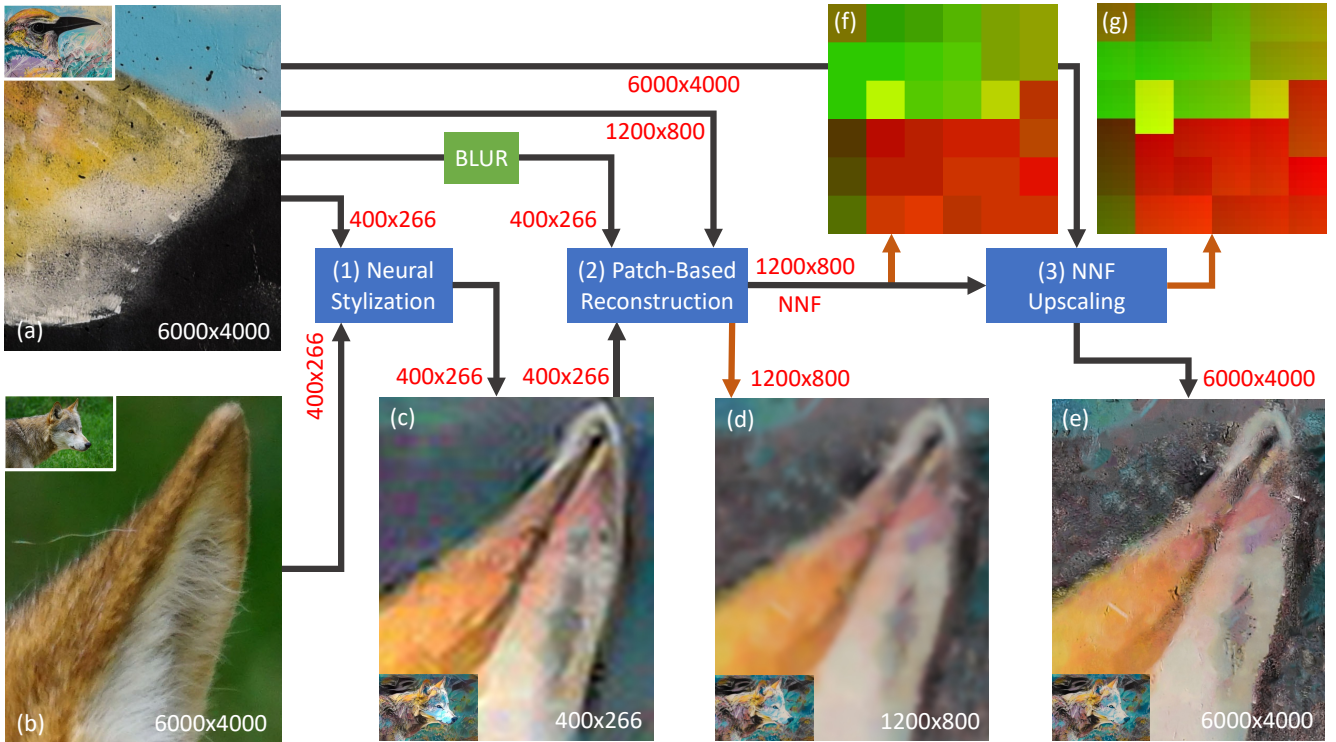 (f)
(g)
6000x4000
1200x800
BLUR
400x266
400x266
(1) Neural
Stylization
(2) Patch-Based
Reconstruction
1200x800
NNF
(3) NNF
Upscaling
(a)
6000x4000
400x266
400x266
400x266
1200x800
6000x4000
(c)
(d)
(e)
(b)
6000x4000
400x266
1200x800
6000x4000